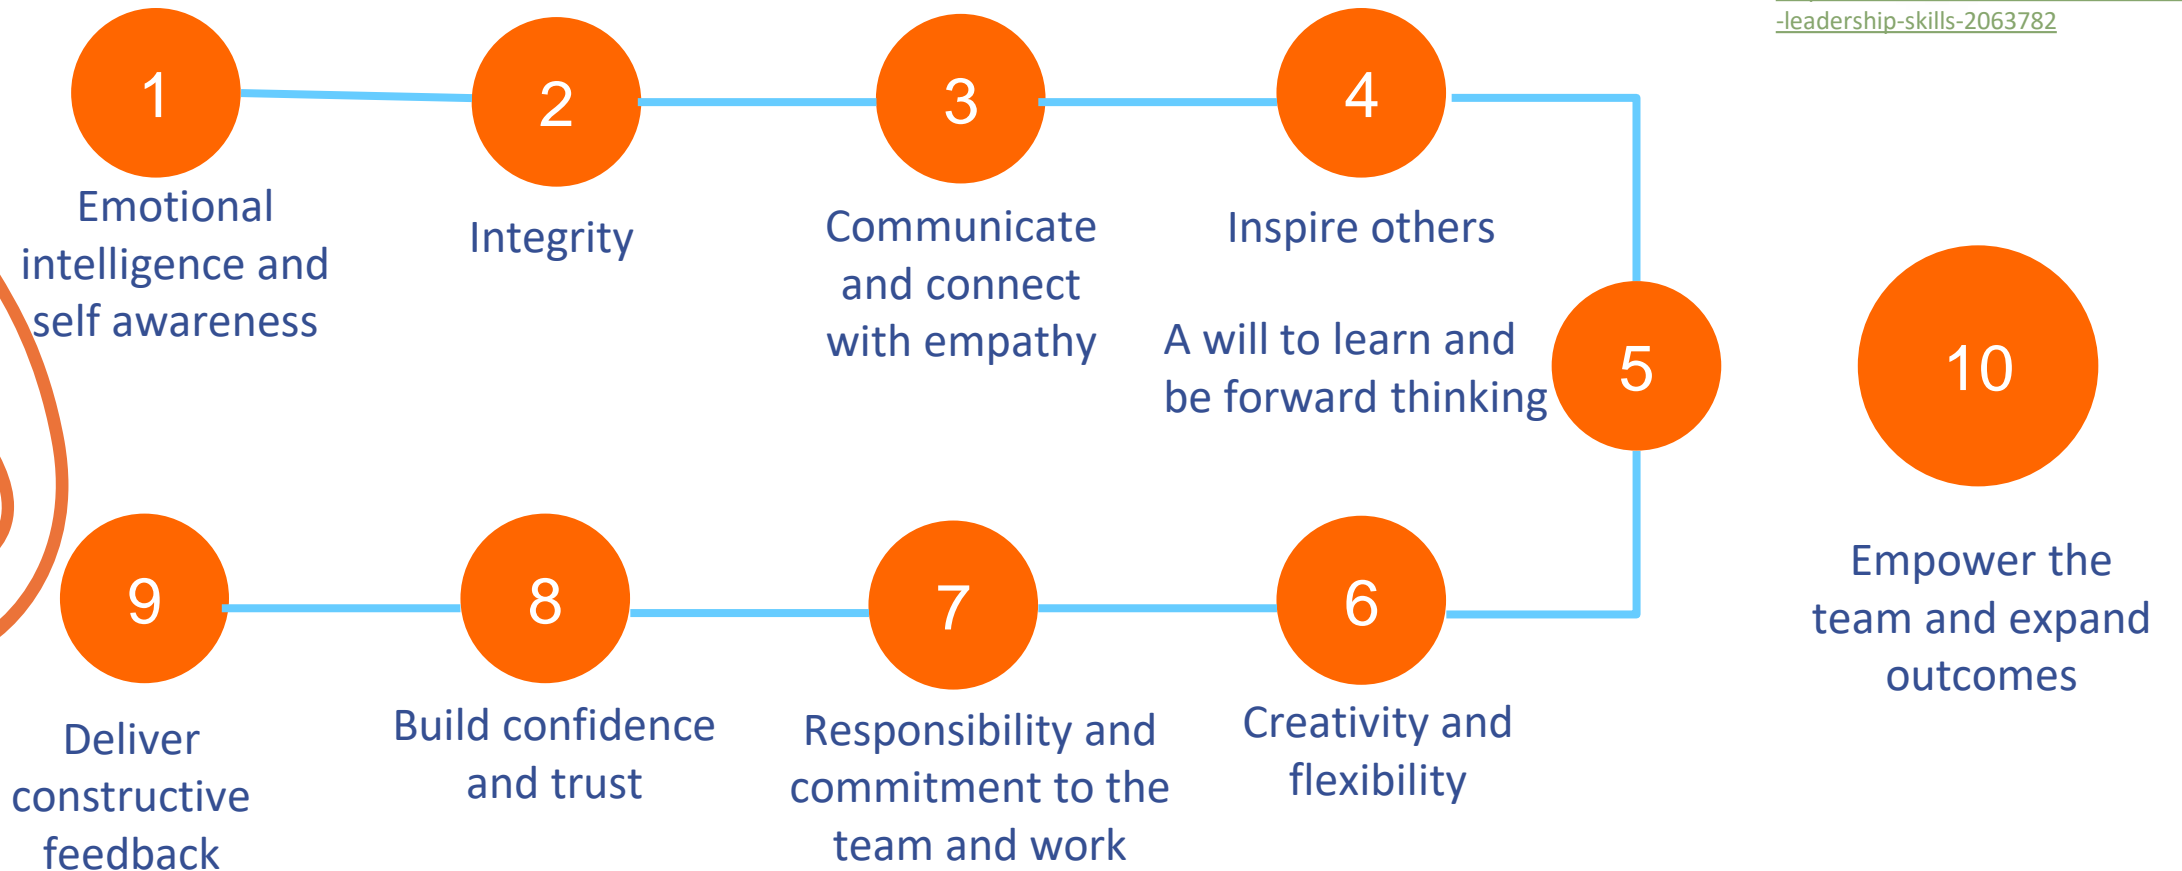 -leadership-skills-2063782
1
Emotional
intelligence and
self awareness
2
Integrity
3
Communicate
and connect
with empathy
4
Inspire others
5
A will to learn and
be forward thinking
6
Creativity and
flexibility
7
Responsibility and
commitment to the
team and work
8
Build confidence
and trust
9
Deliver
constructive
feedback
10
Empower the
team and expand
outcomes